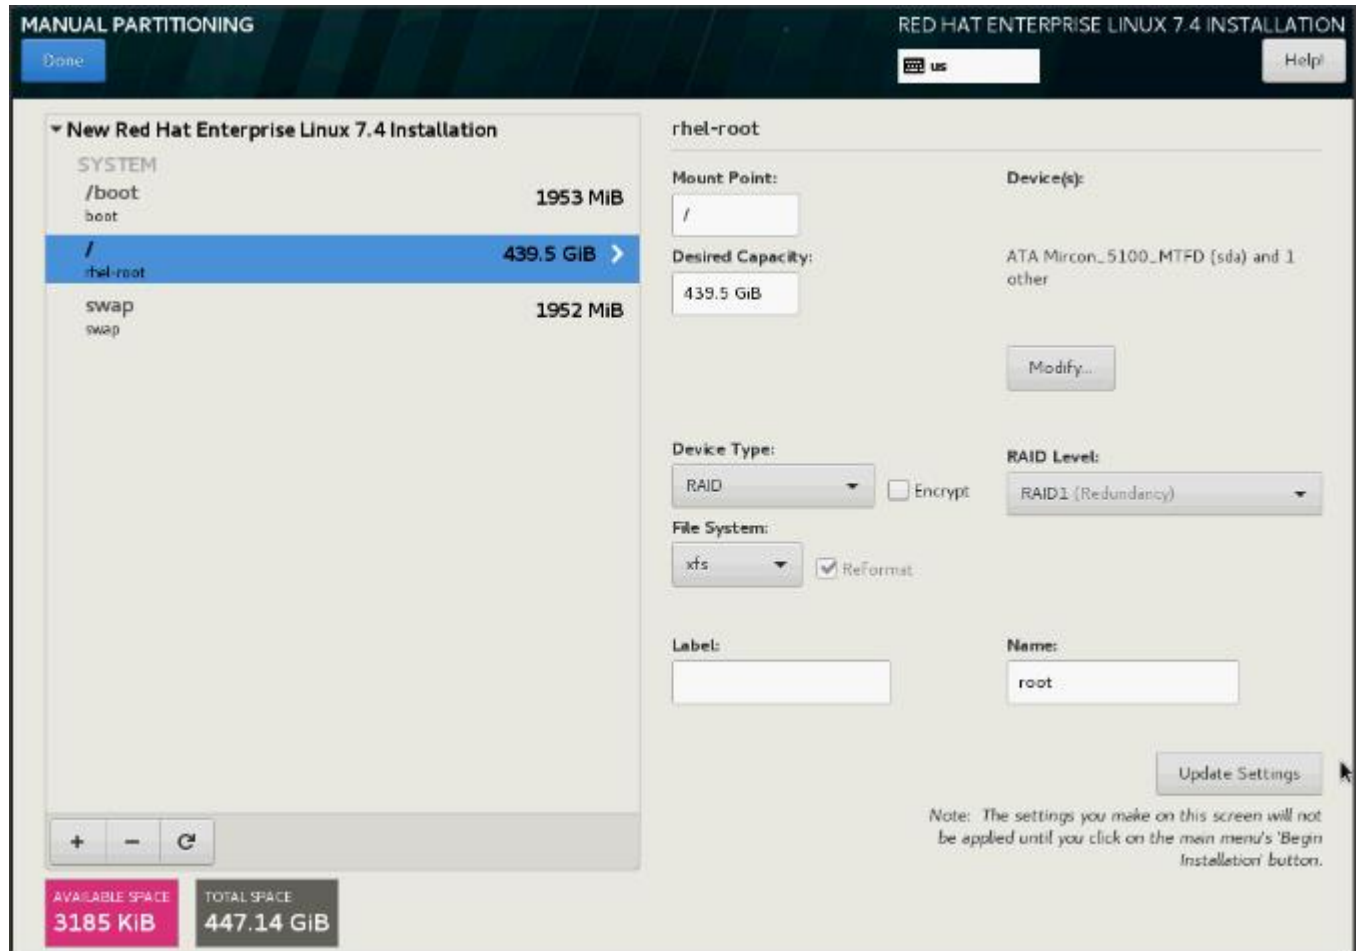 MANUAL PARTITIONING
RED HAT ENTERPRISE LINUX 7.4 INSTALLATION
Done
us
Help!
New Red Hat Enterprise Linux 7.4 Installation
SYSTEM
/boot
1953 MiB
boot
/
439.5 GiB
rhel-root
swap
1952 MiB
swap
rhel-root
Mount Point:
/
Desired Capacity:
439.5 GiB
Device(s):
ATA Mircon_5100_MTFD (sda) and 1
other
Modify...
Device Type:
RAID
Encrypt
RAID Level:
RAID1 (Redundancy)
File System:
xfs
ReFormat
Label:
Name:
root
Update Settings
Note: The settings you make on this screen will not
be applied until you click on the main menu's 'Begin
Installation' button.
+ −
AVAILABLE SPACE
3185 KiB
TOTAL SPACE
447.14 GiB